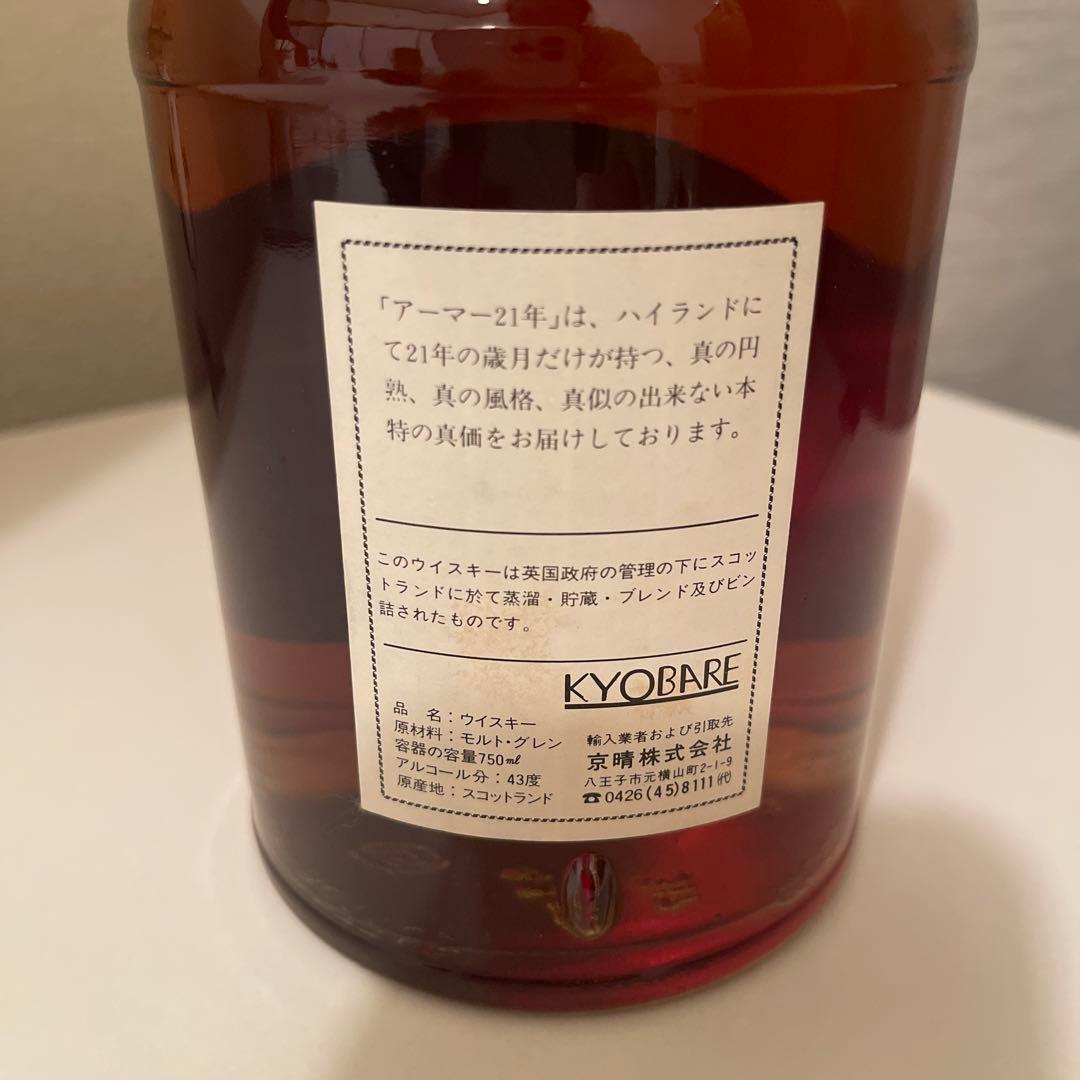 「アーマー21年」は、ハイランドに
て21年の歳月だけが持つ、真の円
熟、真の風格、真似の出来ない本
特の真価をお届けしております。
このウイスキーは英国政府の管理の下にスコッ
トランドに於て蒸溜・貯蔵・ブレンド及びビン
詰されたものです。
KYOBARE
品 名：ウイスキー
原材料：モルト・グレン
容器の容量750㎖
アルコール分：43度
原産地：スコットランド
輸入業者および引取先
京晴株式会社
八王子市元横山町2-1-9
☎0426(45)8111㈹